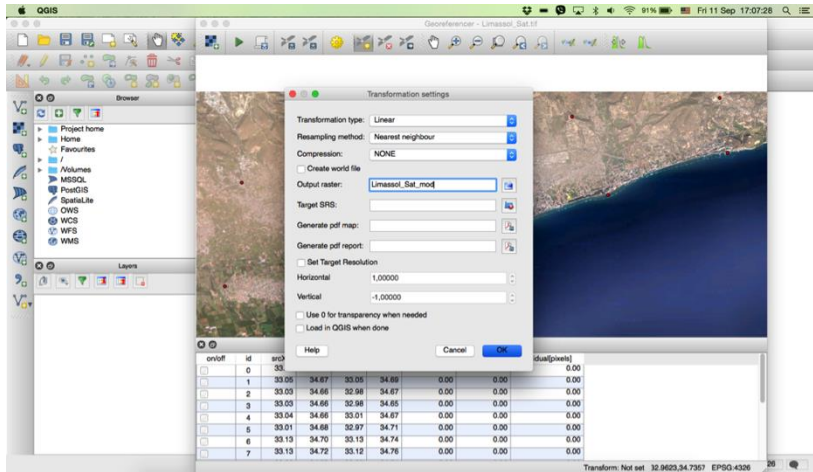 QGIS
91%
Fri 11 Sep 17:07:28
Georeferencer - Limassol_Sat.tif
Browser
Project home
Home
Favourites
/
/Volumes
MSSQL
PostGIS
SpatiaLite
OWS
WCS
WFS
WMS
Layers
Transformation settings
Transformation type: Linear
Resampling method: Nearest neighbour
Compression: NONE
Create world file
Output raster: Limassol_Sat_mod
Target SRS:
Generate pdf map:
Generate pdf report:
Set Target Resolution
Horizontal 1,00000
Vertical -1,00000
Use 0 for transparency when needed
Load in QGIS when done
Help Cancel OK
on/off id
0 0.00
1 33.05 34.67 33.05 34.69 0.00 0.00 0.00
2 33.03 34.66 32.98 34.67 0.00 0.00 0.00
3 33.03 34.66 32.98 34.65 0.00 0.00 0.00
4 33.04 34.66 33.01 34.67 0.00 0.00 0.00
5 33.01 34.68 32.97 34.71 0.00 0.00 0.00
6 33.13 34.70 33.13 34.74 0.00 0.00 0.00
7 33.13 34.72 33.12 34.76 0.00 0.00 0.00
Transform: Not set 32.9623,34.7357 EPSG:4326